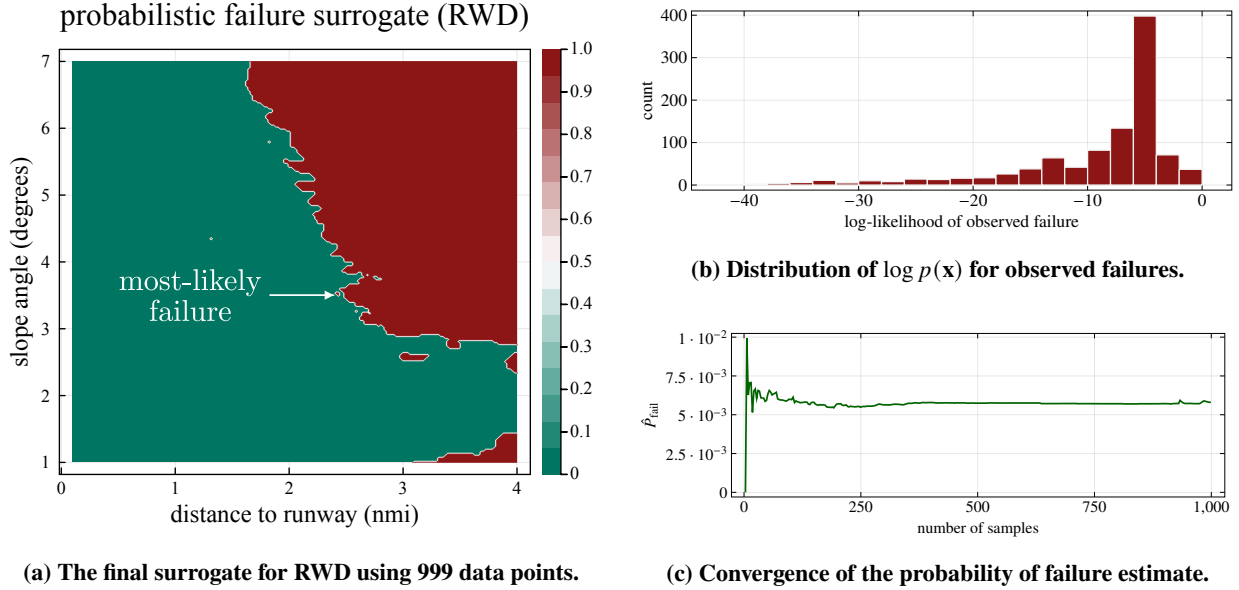 probabilistic failure surrogate (RWD)
7
6
5
4
3
2
1
slope angle (degrees)
0
1
2
3
4
distance to runway (nmi)
most-likely
failure
1.0
0.9
0.8
0.7
0.6
0.5
0.4
0.3
0.2
0.1
0
(a) The final surrogate for RWD using 999 data points.
400
300
200
100
0
count
−40
−30
−20
−10
0
log-likelihood of observed failure
(b) Distribution of log p(x) for observed failures.
1 · 10⁻²
7.5 · 10⁻³
5 · 10⁻³
2.5 · 10⁻³
0
P̂fail
0
250
500
750
1,000
number of samples
(c) Convergence of the probability of failure estimate.